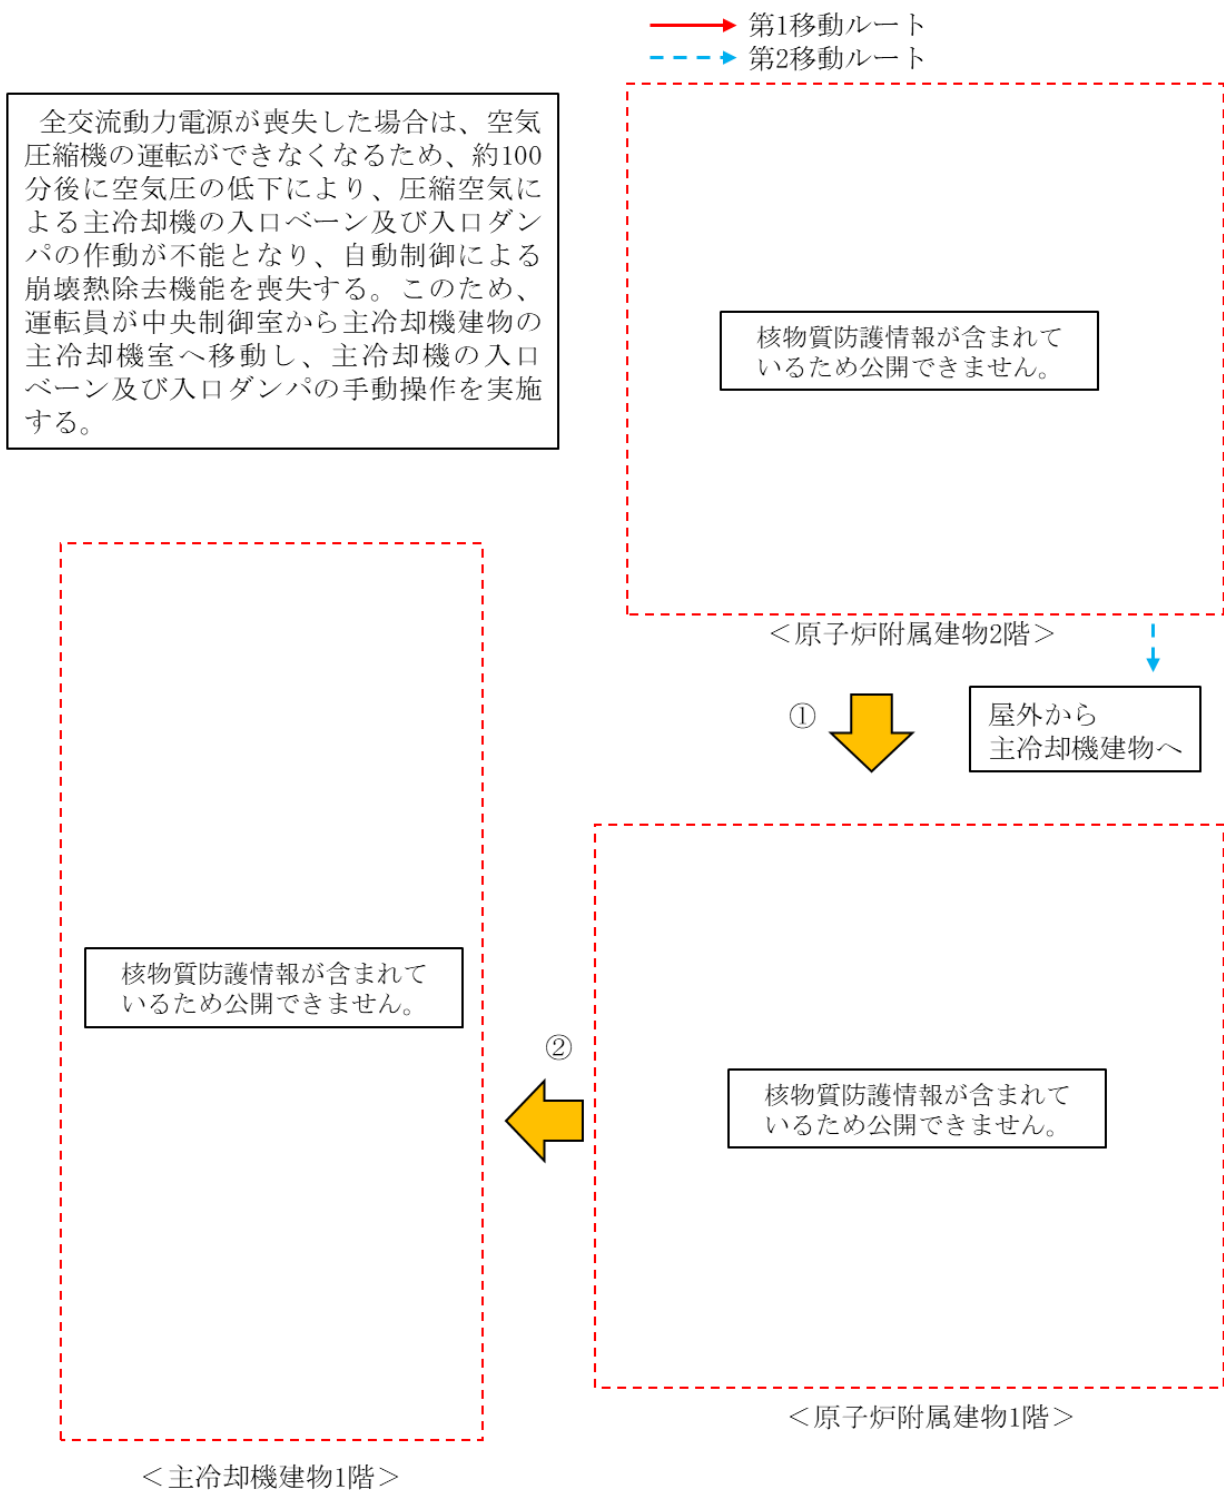 第1移動ルート
第2移動ルート
全交流動力電源が喪失した場合は、空気
圧縮機の運転ができなくなるため、約100
分後に空気圧の低下により、圧縮空気に
よる主冷却機の入口ベーン及び入口ダン
パの作動が不能となり、自動制御による
崩壊熱除去機能を喪失する。このため、
運転員が中央制御室から主冷却機建物の
主冷却機室へ移動し、主冷却機の入口
ベーン及び入口ダンパの手動操作を実施
する。
核物質防護情報が含まれて
いるため公開できません。
＜原子炉附属建物2階＞
①
屋外から
主冷却機建物へ
核物質防護情報が含まれて
いるため公開できません。
②
核物質防護情報が含まれて
いるため公開できません。
＜原子炉附属建物1階＞
＜主冷却機建物1階＞